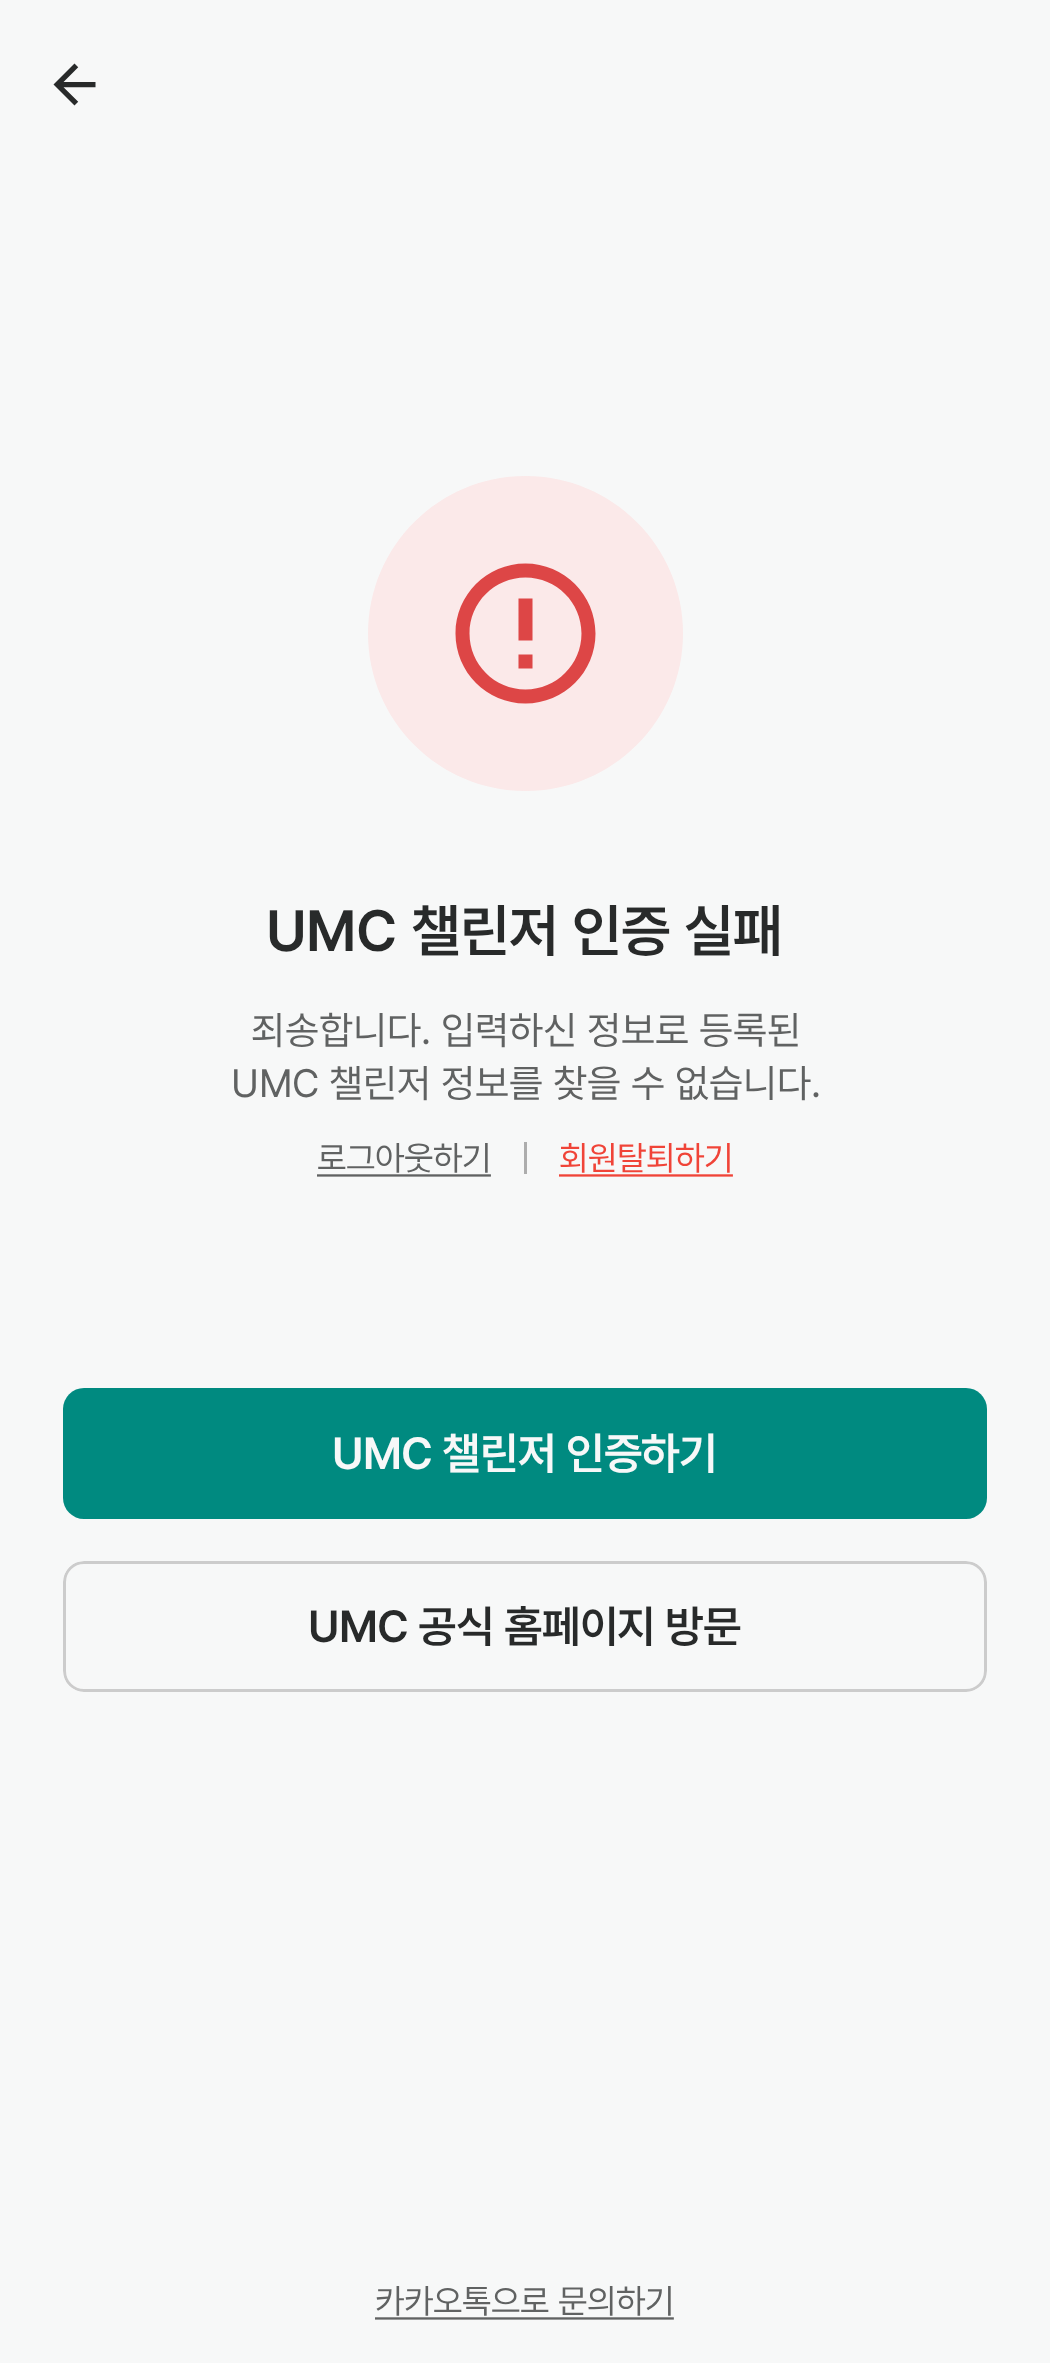 UMC 챌린저 인증 실패
죄송합니다. 입력하신 정보로 등록된
UMC 챌린저 정보를 찾을 수 없습니다.
로그아웃하기 | 회원탈퇴하기
UMC 챌린저 인증하기
UMC 공식 홈페이지 방문
카카오톡으로 문의하기